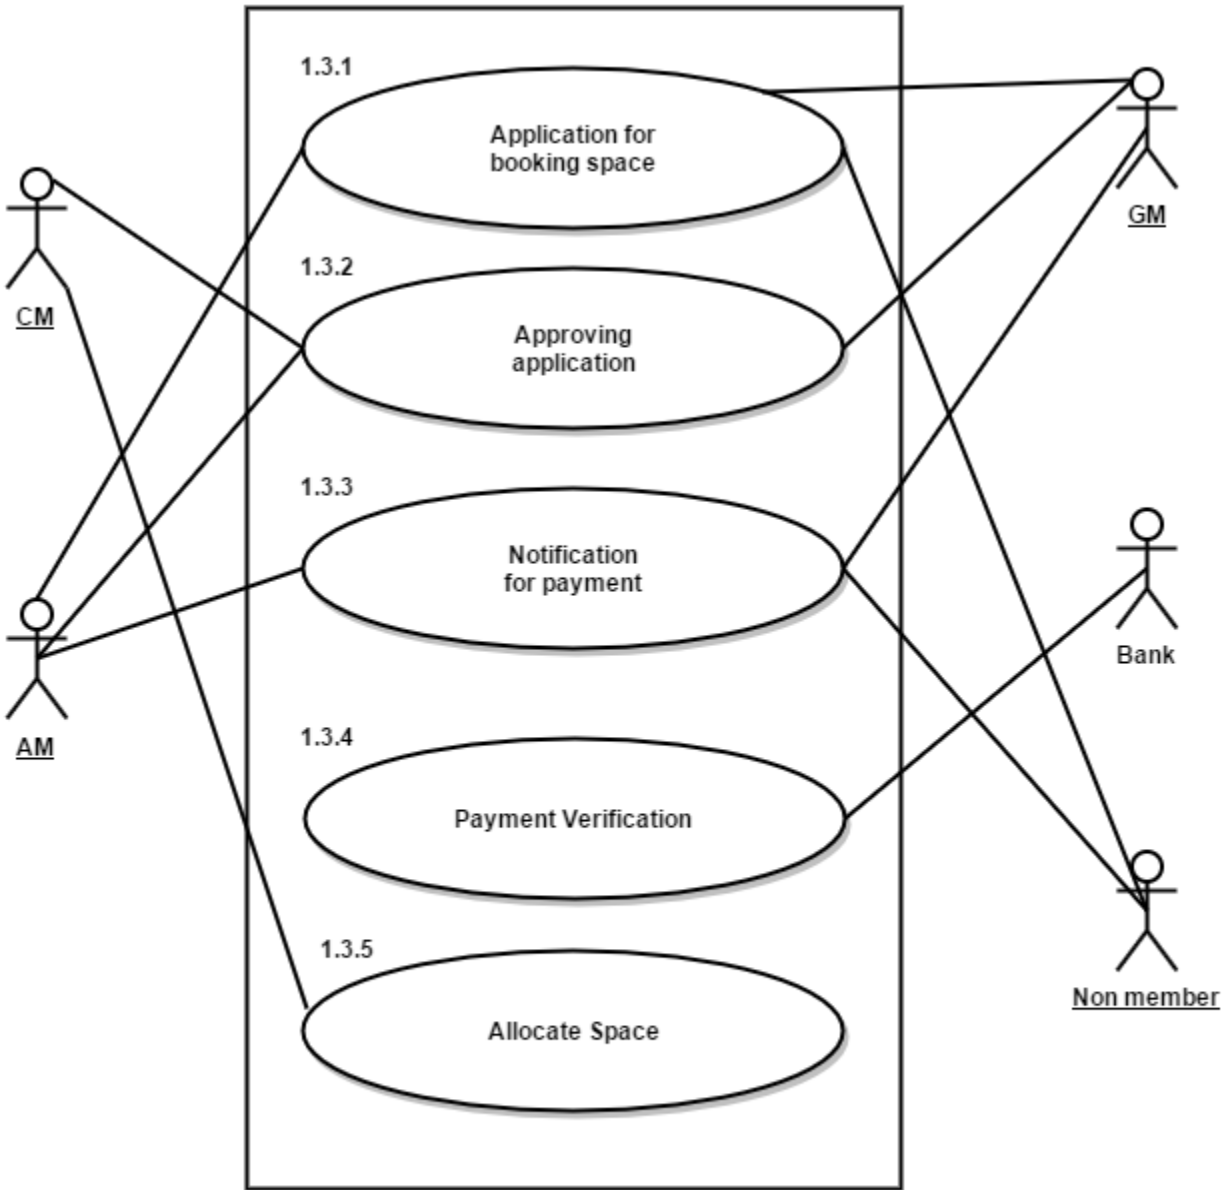 1.3.1
Application for
booking space
GM
CM
1.3.2
Approving
application
1.3.3
Notification
for payment
Bank
AM
1.3.4
Payment Verification
1.3.5
Non member
Allocate Space